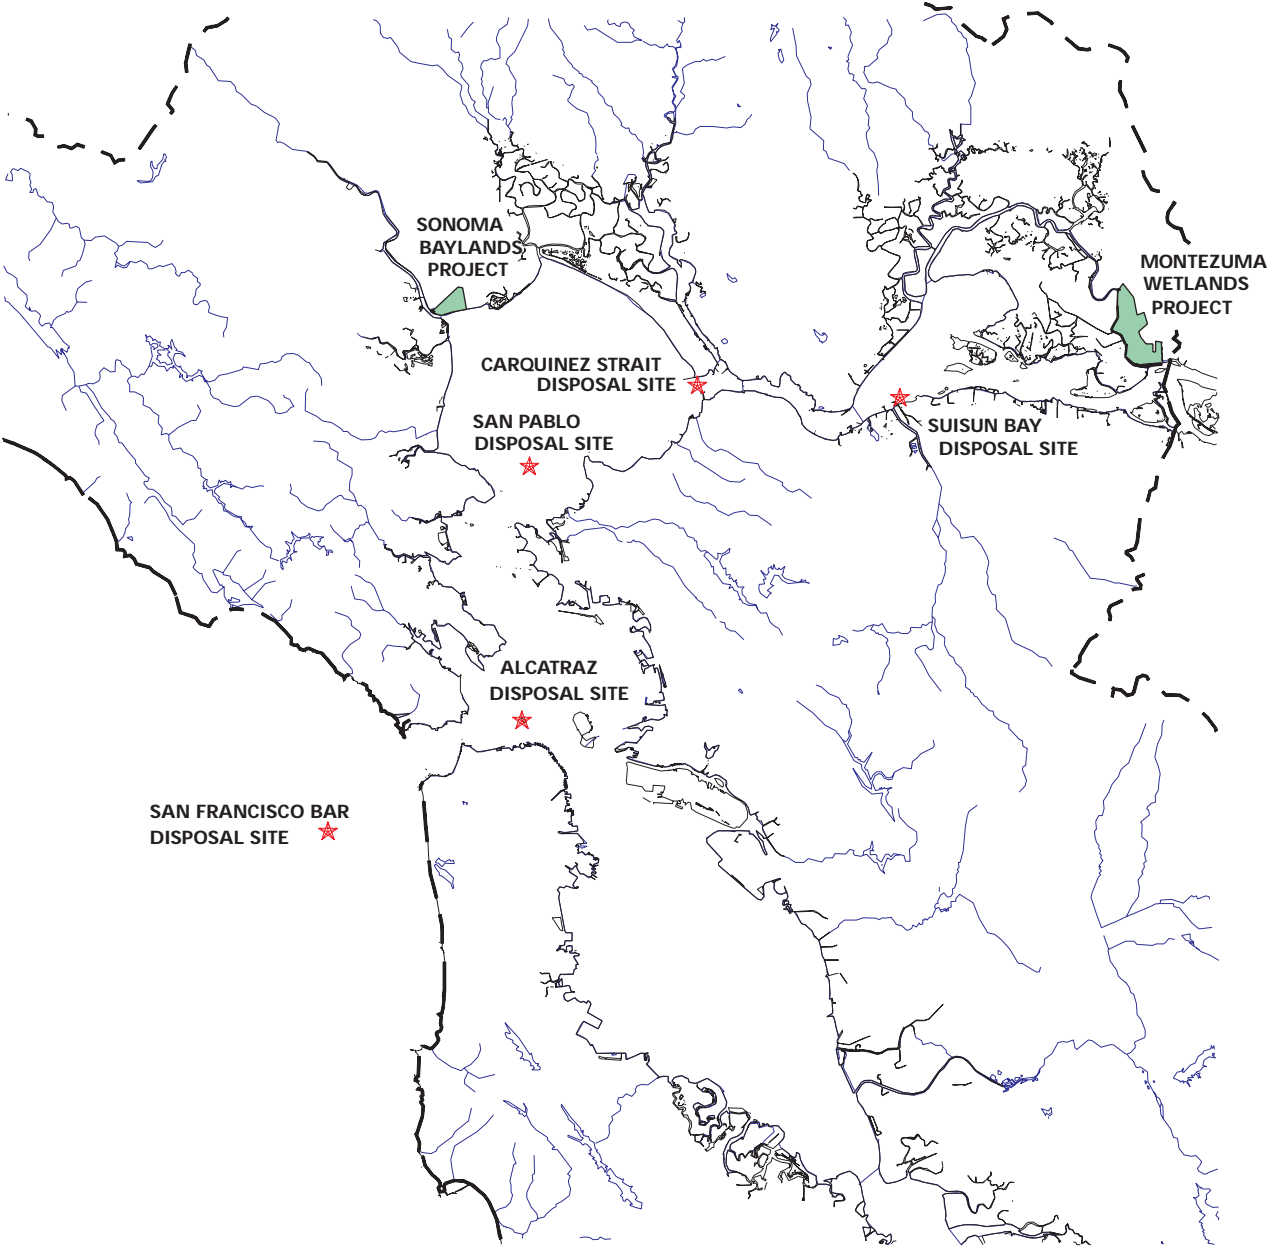 SONOMA
BAYLANDS
PROJECT
MONTEZUMA
WETLANDS
PROJECT
CARQUINEZ STRAIT
DISPOSAL SITE
SAN PABLO
DISPOSAL SITE
SUISUN BAY
DISPOSAL SITE
ALCATRAZ
DISPOSAL SITE
SAN FRANCISCO BAR
DISPOSAL SITE